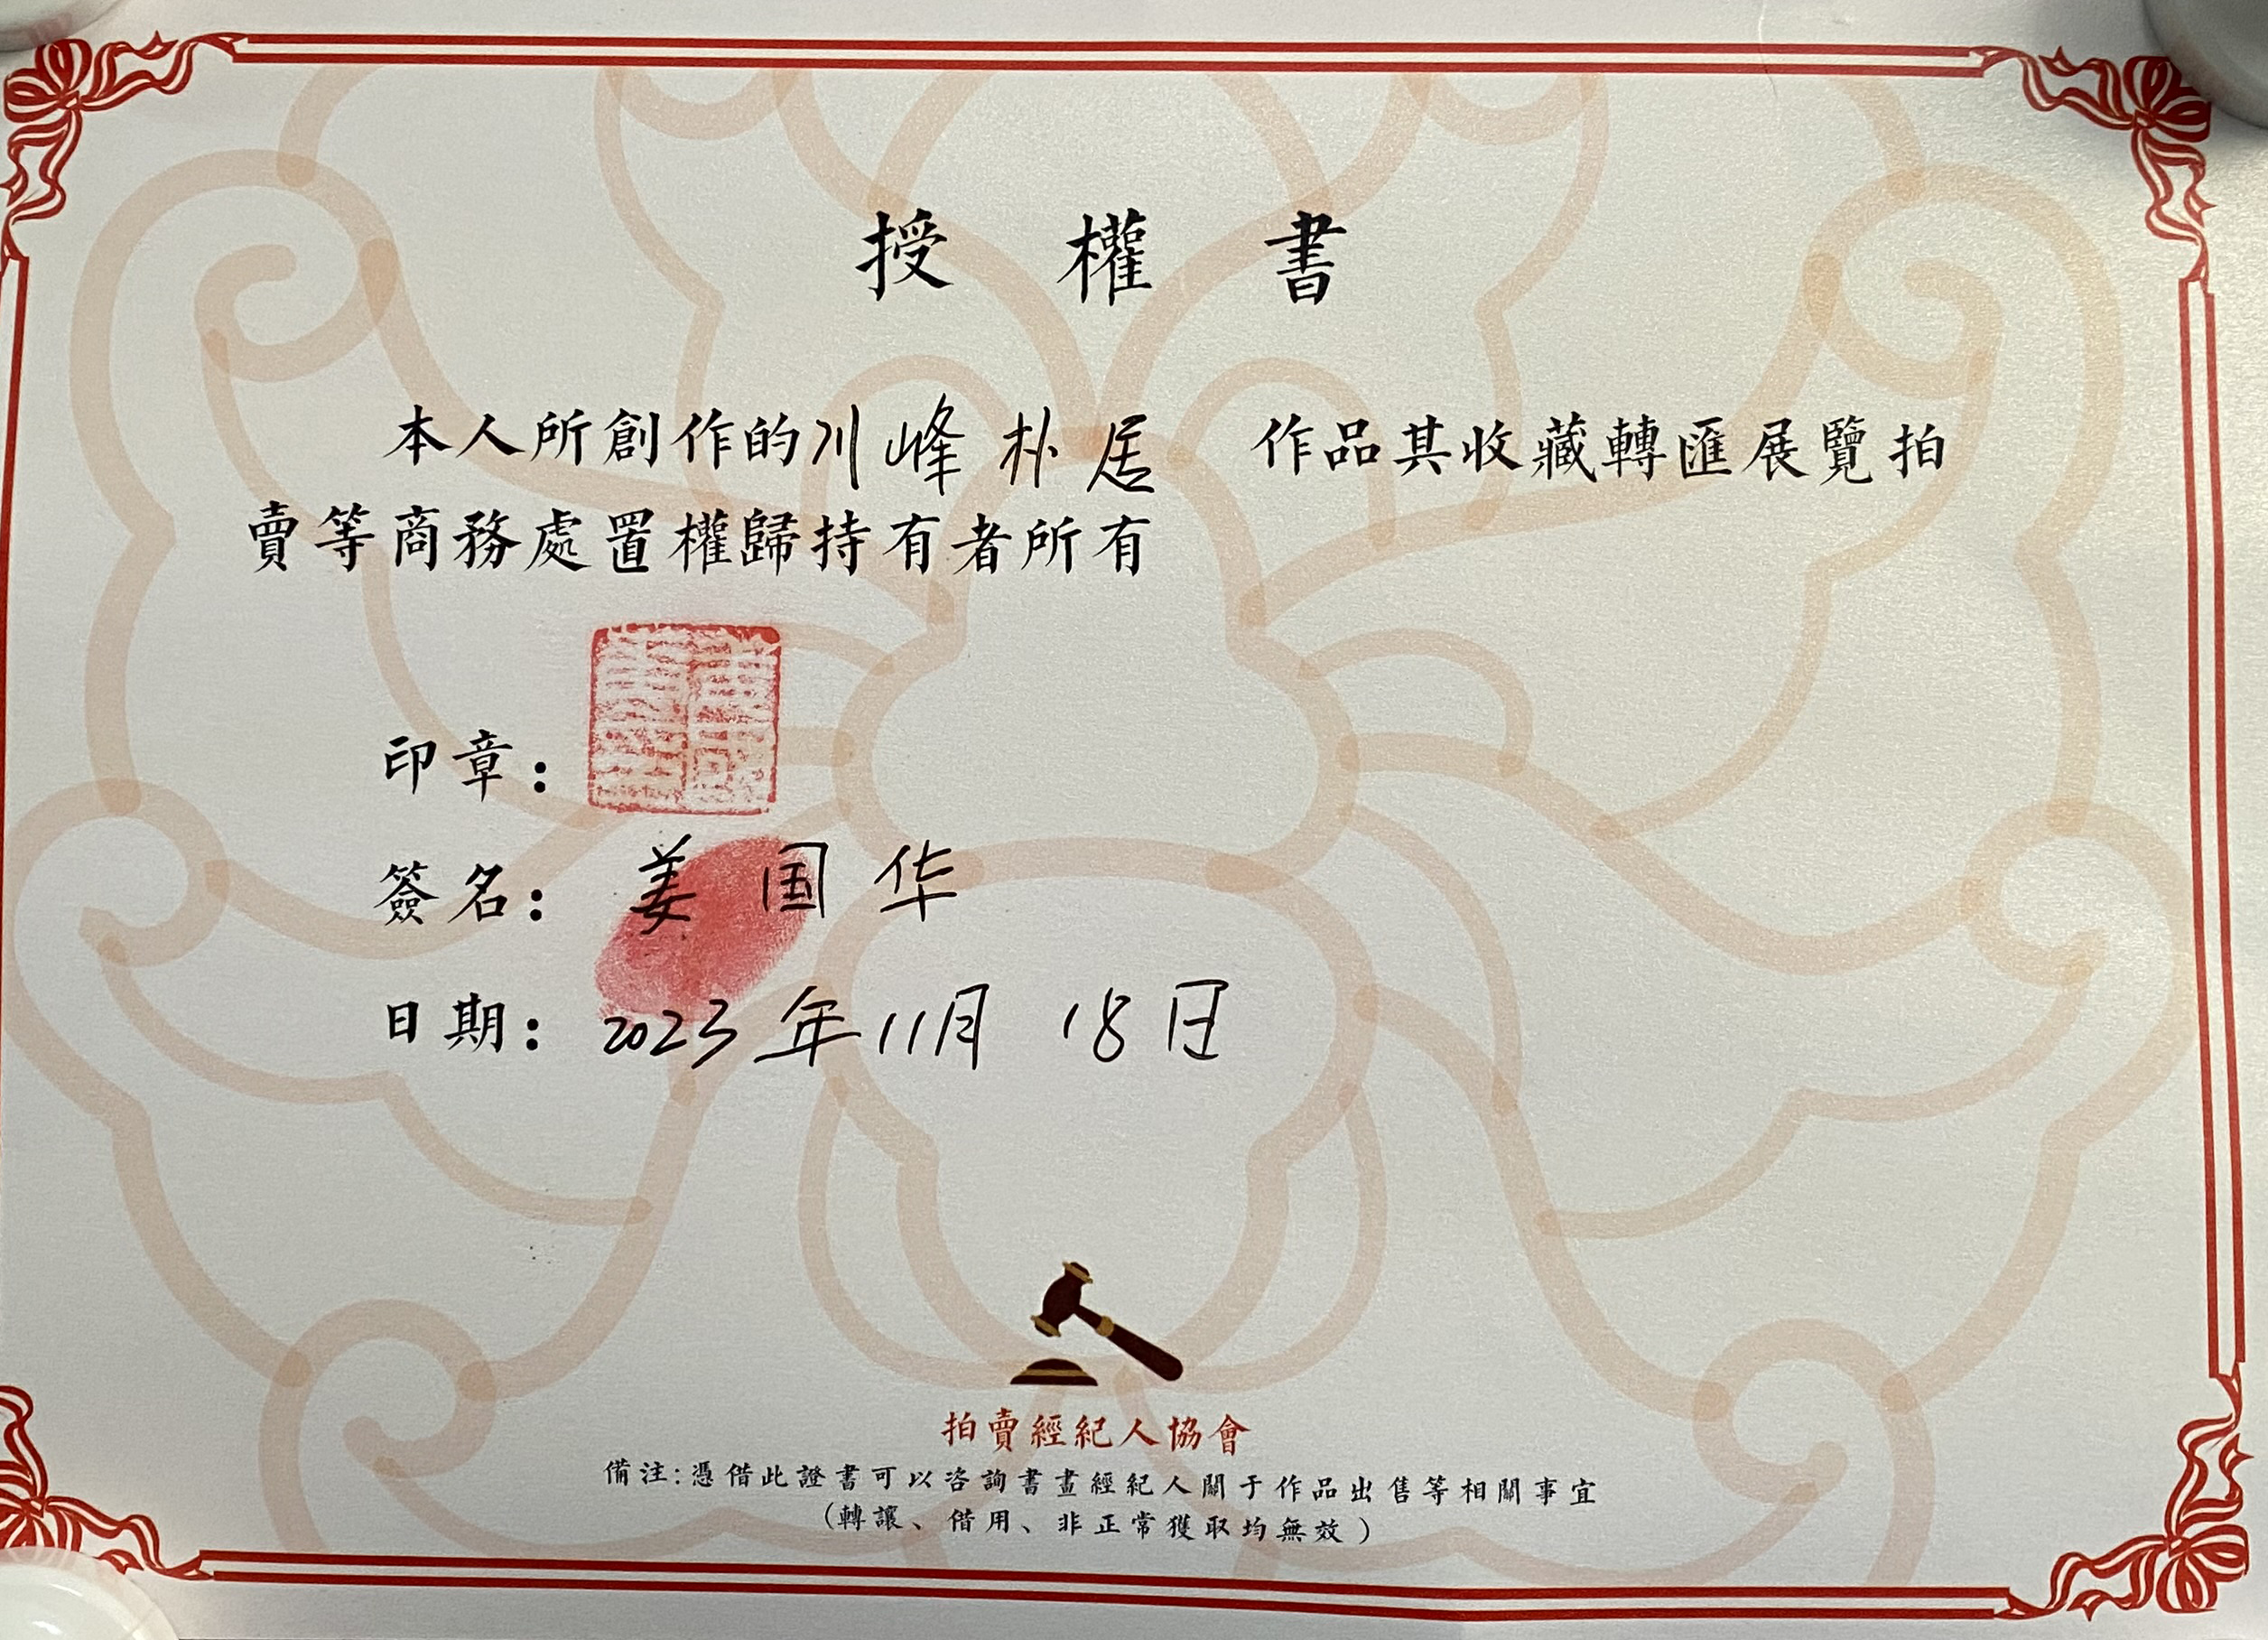 授權書
本人所創作的川峰朴居 作品其收藏轉匯展覽拍
賣等商務處置權歸持有者所有
印章：
簽名： 姜国华
日期： 2023年11月 18日
拍賣經紀人協會
備注:憑借此證書可以咨詢書畫經紀人關于作品出售等相關事宜
(轉讓、借用、非正常獲取均無效)